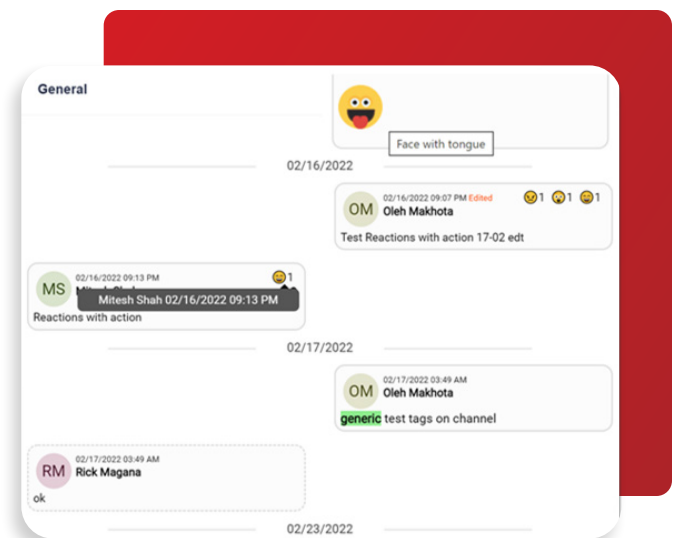 General
Face with tongue
02/16/2022
02/16/2022 09:07 PM Edited 1 1 1
OM Oleh Makhota
Test Reactions with action 17-02 edt
02/16/2022 09:13 PM 1
MS
Mitesh Shah 02/16/2022 09:13 PM
Reactions with action
02/17/2022
02/17/2022 03:49 AM
OM Oleh Makhota
generic test tags on channel
02/17/2022 03:49 AM
RM Rick Magana
ok
02/23/2022